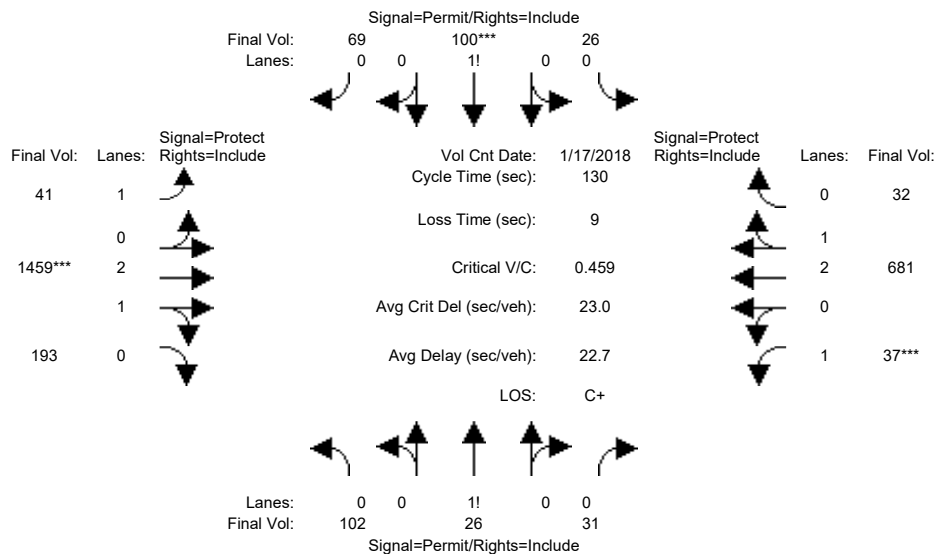 Signal=Permit/Rights=Include
Final Vol: 69 100*** 26
Lanes: 0 0 1! 0 0
Signal=Protect
Final Vol: Lanes: Rights=Include
Vol Cnt Date: 1/17/2018
Signal=Protect
Rights=Include Lanes: Final Vol:
Cycle Time (sec): 130
41 1
0 32
Loss Time (sec): 9
0
1
1459*** 2
Critical V/C: 0.459
2 681
1
Avg Crit Del (sec/veh): 23.0
0
193 0
Avg Delay (sec/veh): 22.7
1 37***
LOS: C+
Lanes: 0 0 1! 0 0
Final Vol: 102 26 31
Signal=Permit/Rights=Include